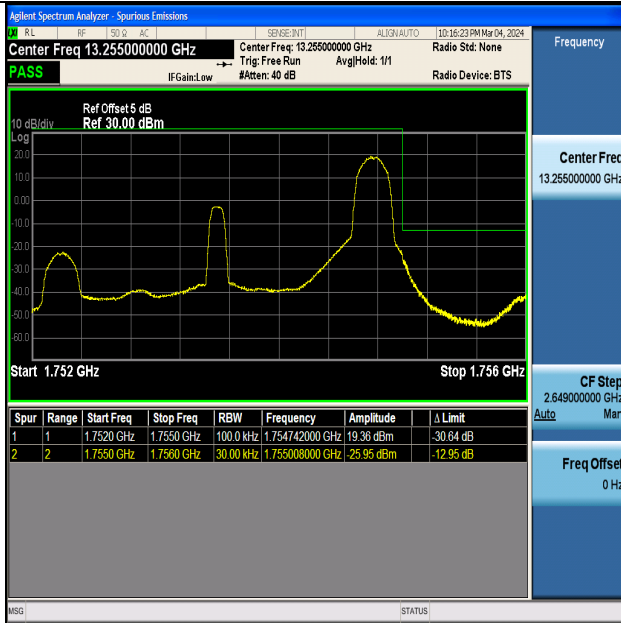 Agilent Spectrum Analyzer - Spurious Emissions
RL RF 50 Ω AC SENSE:INT ALIGNAUTO 10:16:23 PM Mar 04, 2024
Center Freq 13.255000000 GHz
Center Freq: 13.255000000 GHz
Radio Std: None
Trig: Free Run Avg|Hold: 1/1
PASS
IFGain:Low
#Atten: 40 dB
Radio Device: BTS
Frequency
Ref Offset 5 dB
10 dB/div Ref 30.00 dBm
Log
20.0
10.0
0.00
-10.0
-20.0
-30.0
-40.0
-50.0
-60.0
Start 1.752 GHz Stop 1.756 GHz
Spur Range Start Freq Stop Freq RBW Frequency Amplitude Δ Limit
1 1 1.7520 GHz 1.7550 GHz 100.0 kHz 1.754742000 GHz 19.36 dBm -30.64 dB
2 2 1.7550 GHz 1.7560 GHz 30.00 kHz 1.755008000 GHz -25.95 dBm -12.95 dB
Center Freq
13.255000000 GHz
CF Step
2.649000000 GHz
Auto Man
Freq Offset
0 Hz
MSG STATUS